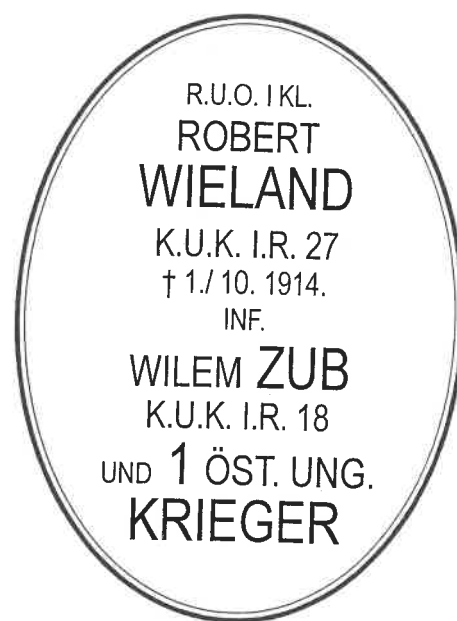 R.U.O. I KL.
ROBERT
WIELAND
K.U.K. I.R. 27
† 1./ 10. 1914.
INF.
WILEM ZUB
K.U.K. I.R. 18
UND 1 ÖST. UNG.
KRIEGER